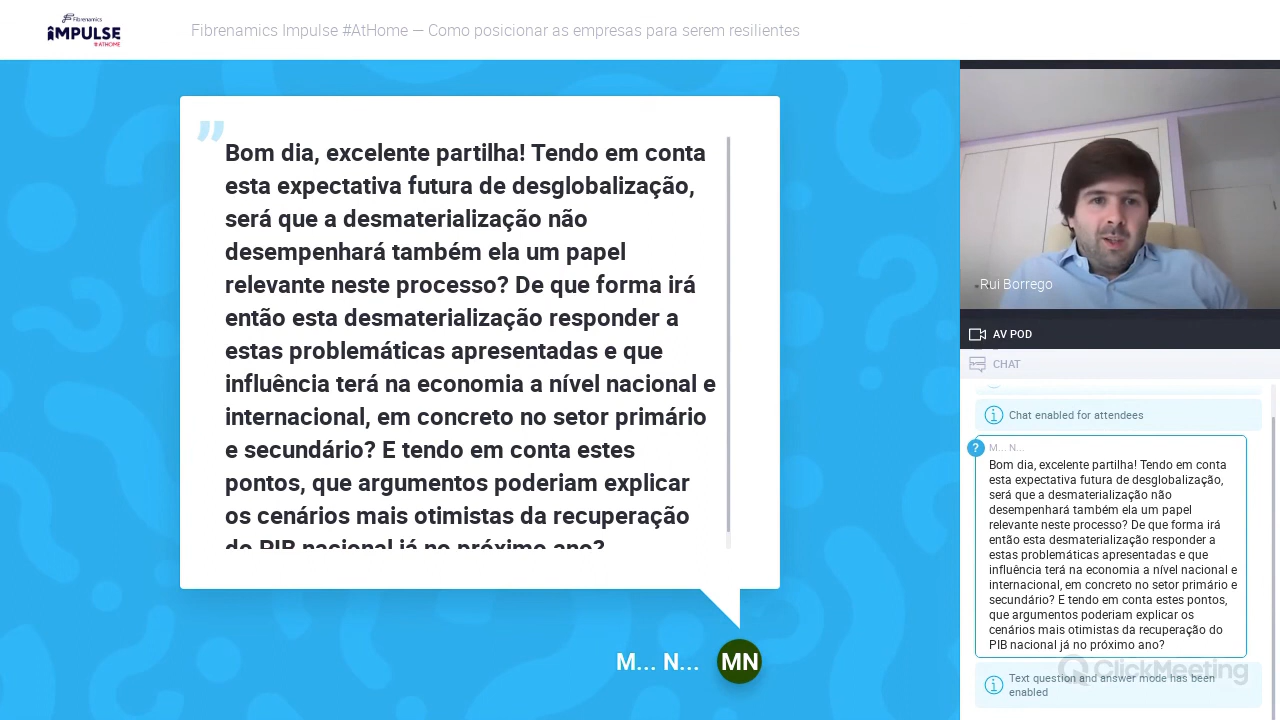 Fibrenamics
IMPULSE
#ATHOME
Fibrenamics Impulse #AtHome — Como posicionar as empresas para serem resilientes
”
Bom dia, excelente partilha! Tendo em conta
esta expectativa futura de desglobalização,
será que a desmaterialização não
desempenhará também ela um papel
relevante neste processo? De que forma irá
então esta desmaterialização responder a
estas problemáticas apresentadas e que
influência terá na economia a nível nacional e
internacional, em concreto no setor primário
e secundário? E tendo em conta estes
pontos, que argumentos poderiam explicar
os cenários mais otimistas da recuperação
do PIB nacional já no próximo ano?
M... N...
MN
Rui Borrego
AV POD
CHAT
Chat enabled for attendees
?
M... N...
Bom dia, excelente partilha! Tendo em conta
esta expectativa futura de desglobalização,
será que a desmaterialização não
desempenhará também ela um papel
relevante neste processo? De que forma irá
então esta desmaterialização responder a
estas problemáticas apresentadas e que
influência terá na economia a nível nacional e
internacional, em concreto no setor primário e
secundário? E tendo em conta estes pontos,
que argumentos poderiam explicar os
cenários mais otimistas da recuperação do
PIB nacional já no próximo ano?
ClickMeeting
Text question and answer mode has been
enabled